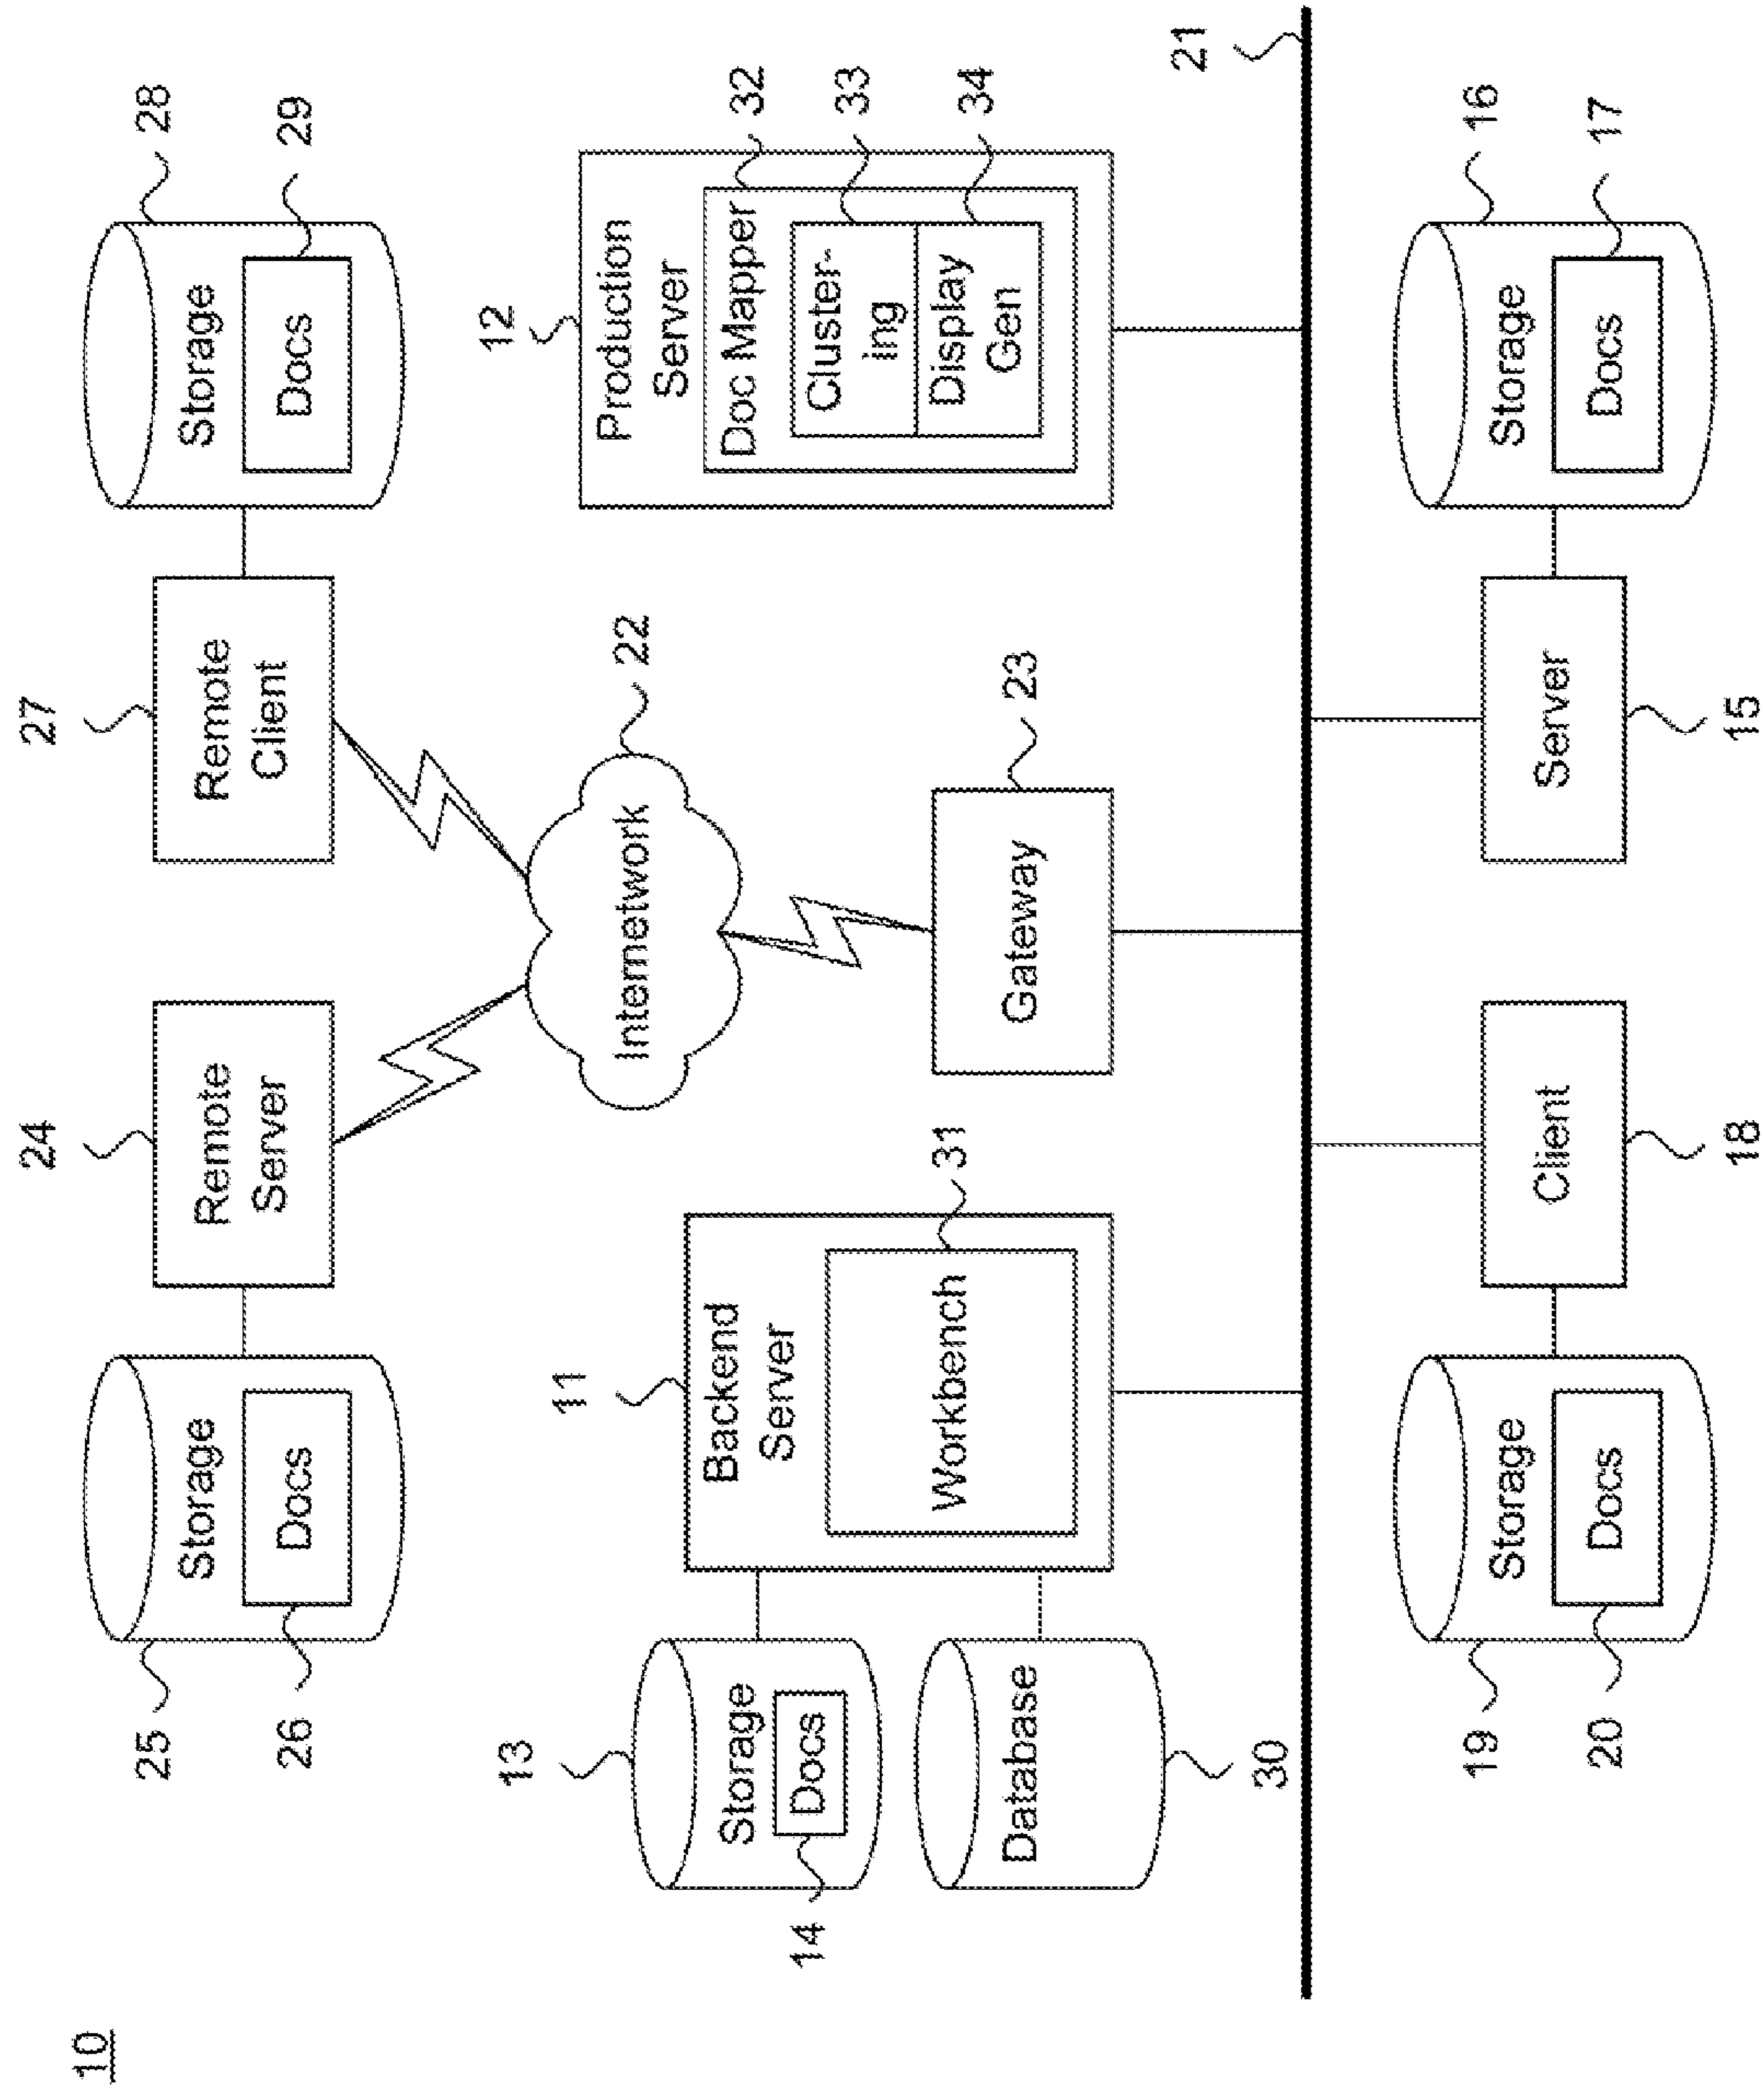 10
25
24
27
28
26
Storage
Docs
Remote
Server
Remote
Client
Storage
Docs
29
13
11
22
12
Storage
Docs
14
Backend
Server
Workbench
31
Internetwork
Production
Server
Doc Mapper
Cluster-
ing
Display
Gen
32
33
34
Database
30
Gateway
23
21
19
Storage
Docs
20
Client
18
Server
15
Storage
Docs
16
17